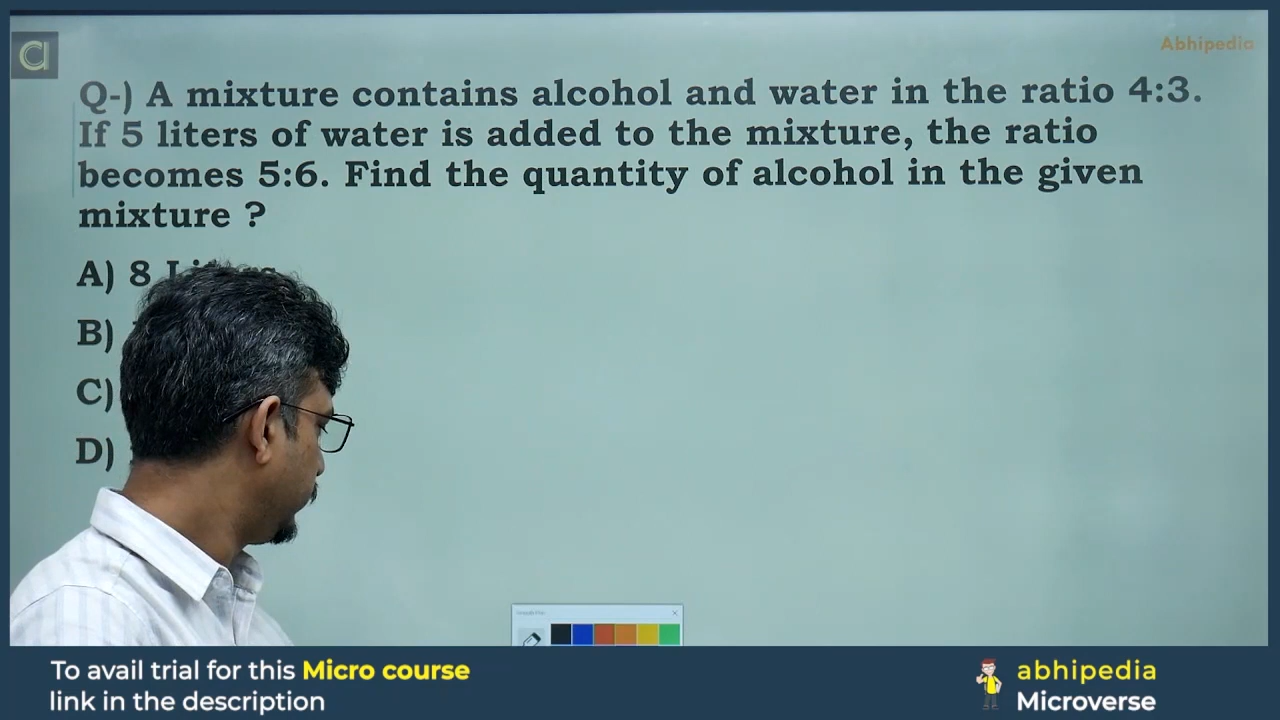 Abhipedia
Q-) A mixture contains alcohol and water in the ratio 4:3.
If 5 liters of water is added to the mixture, the ratio
becomes 5:6. Find the quantity of alcohol in the given
mixture ?
A) 8
B)
C)
D)
To avail trial for this Micro course
link in the description
abhipedia
Microverse